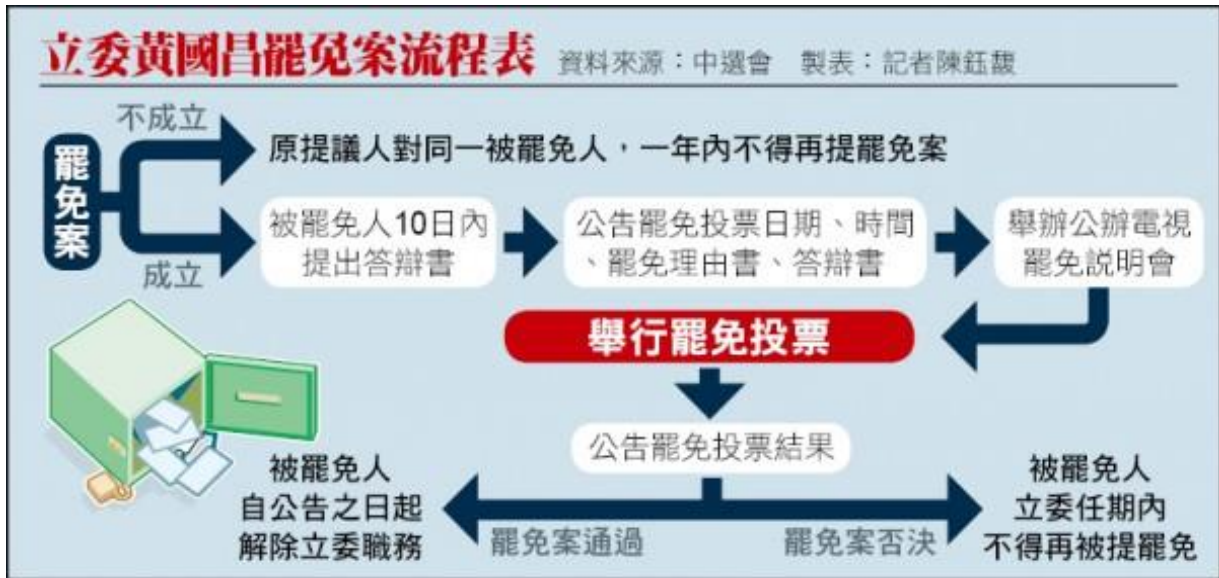 立委黃國昌罷免案流程表 資料來源：中選會 製表：記者陳鈺馥
不成立
原提議人對同一被罷免人，一年內不得再提罷免案
罷免案
成立
被罷免人10日內
提出答辯書
公告罷免投票日期、時間
、罷免理由書、答辯書
舉辦公辦電視
罷免説明會
舉行罷免投票
公告罷免投票結果
被罷免人
自公告之日起
解除立委職務
罷免案通過
罷免案否決
被罷免人
立委任期內
不得再被提罷免